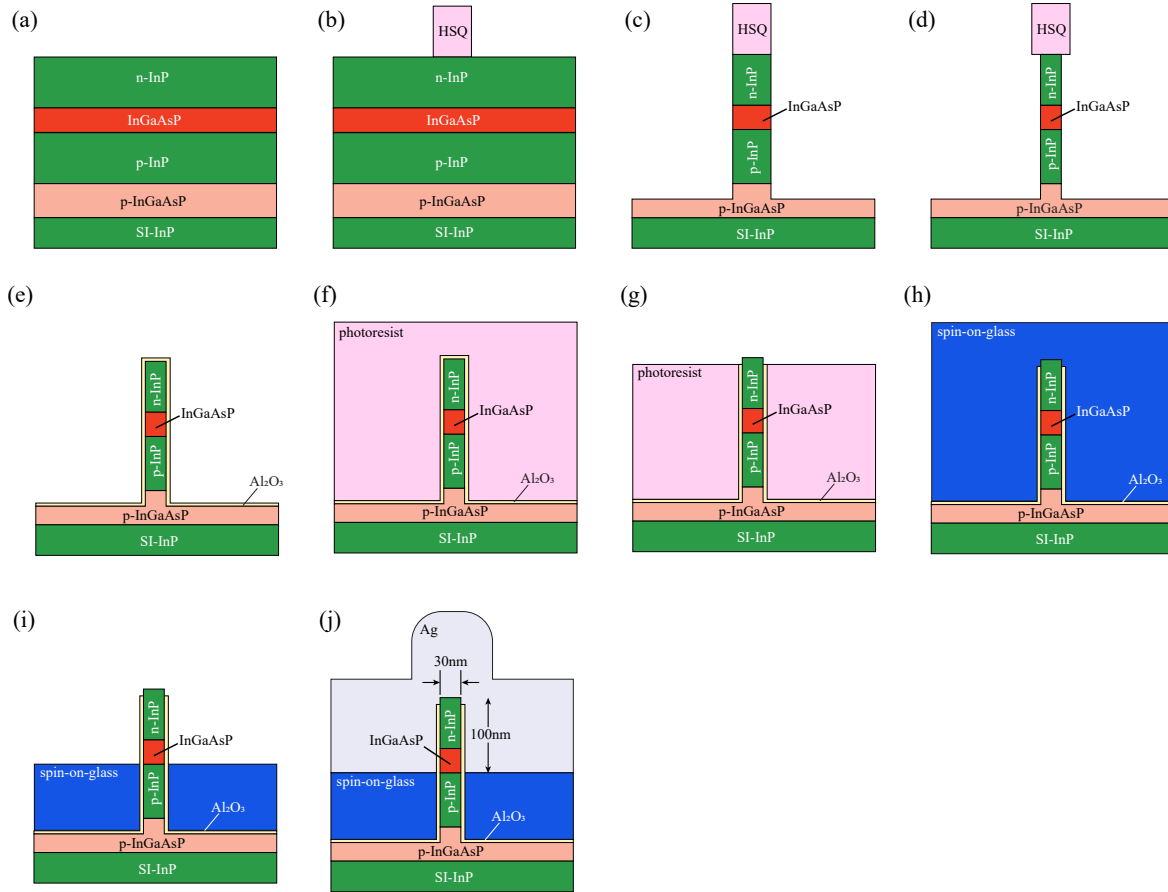 (a)
n-InP
InGaAsP
p-InP
p-InGaAsP
SI-InP
(b)
HSQ
n-InP
InGaAsP
p-InP
p-InGaAsP
SI-InP
(c)
HSQ
n-InP
InGaAsP
p-InP
p-InGaAsP
SI-InP
(d)
HSQ
n-InP
InGaAsP
p-InP
p-InGaAsP
SI-InP
(e)
n-InP
InGaAsP
p-InP
Al₂O₃
p-InGaAsP
SI-InP
(f)
photoresist
n-InP
InGaAsP
p-InP
Al₂O₃
p-InGaAsP
SI-InP
(g)
photoresist
n-InP
InGaAsP
p-InP
Al₂O₃
p-InGaAsP
SI-InP
(h)
spin-on-glass
n-InP
InGaAsP
p-InP
Al₂O₃
p-InGaAsP
SI-InP
(i)
n-InP
InGaAsP
spin-on-glass
p-InP
Al₂O₃
p-InGaAsP
SI-InP
(j)
Ag
30nm
n-InP
100nm
InGaAsP
spin-on-glass
p-InP
Al₂O₃
p-InGaAsP
SI-InP